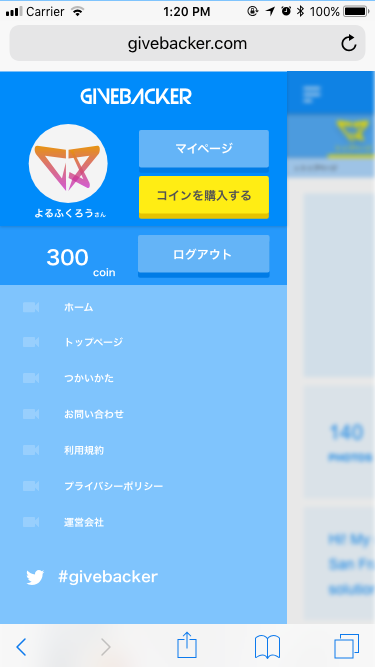 Carrier 1:20 PM 100%
givebacker.com
GIVEBACKER
マイページ
よるふくろうさん
コインを購入する
300 coin
ログアウト
ホーム
トップページ
つかいかた
お問い合わせ
利用規約
プライバシーポリシー
運営会社
#givebacker
140
PHOTOS
Hi! My
San Fr
solution